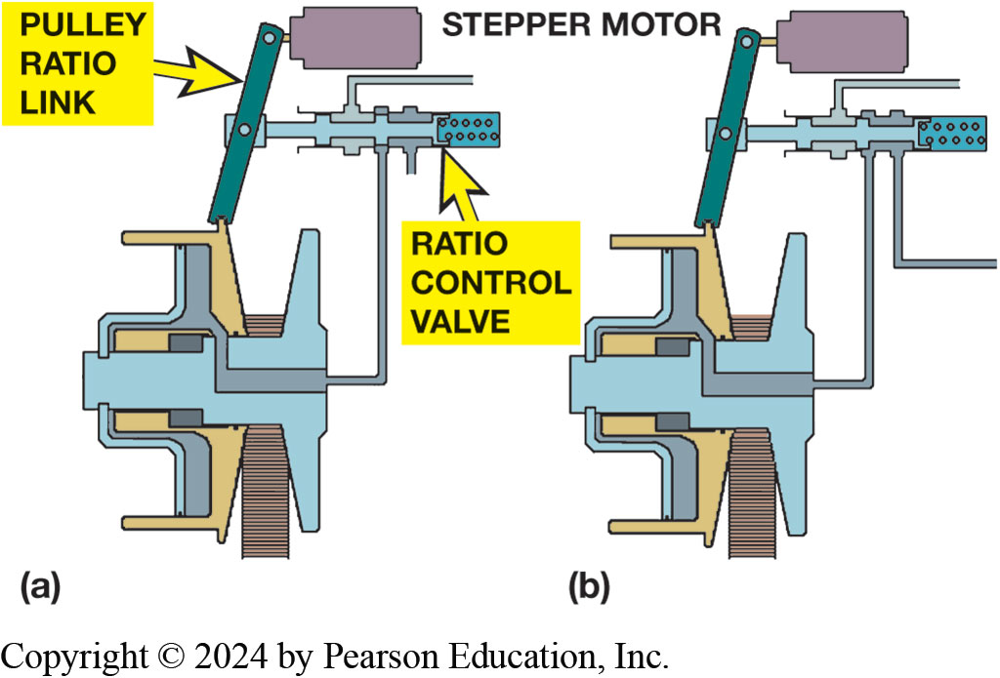 PULLEY
RATIO
LINK
STEPPER MOTOR
RATIO
CONTROL
VALVE
(a)
(b)
Copyright © 2024 by Pearson Education, Inc.